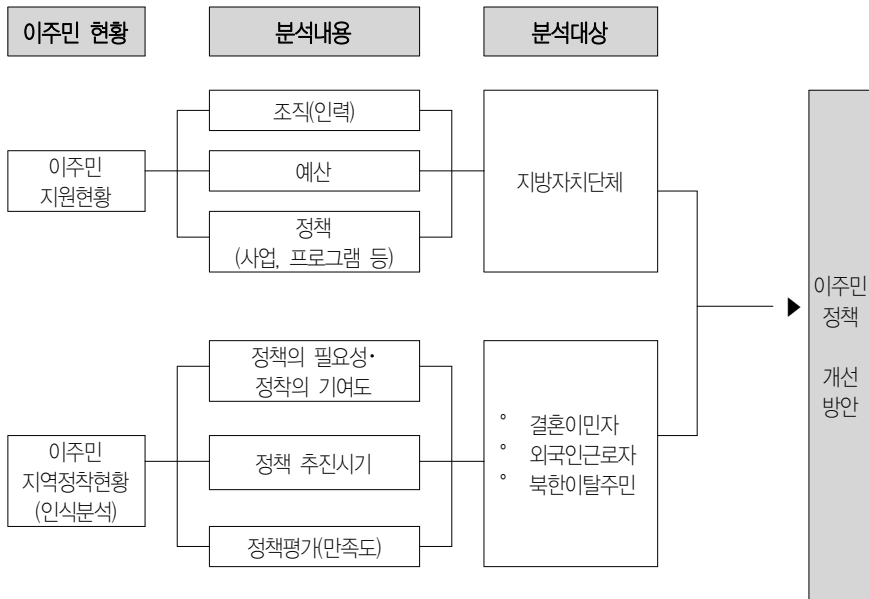 이주민 현황
분석내용
분석대상
조직(인력)
이주민
지원현황
예산
지방자치단체
정책
(사업, 프로그램 등)
정책의 필요성·
정착의 기여도
이주민
지역정착현황
(인식분석)
정책 추진시기
정책평가(만족도)
° 결혼이민자
° 외국인근로자
° 북한이탈주민
이주민
정책
개선
방안